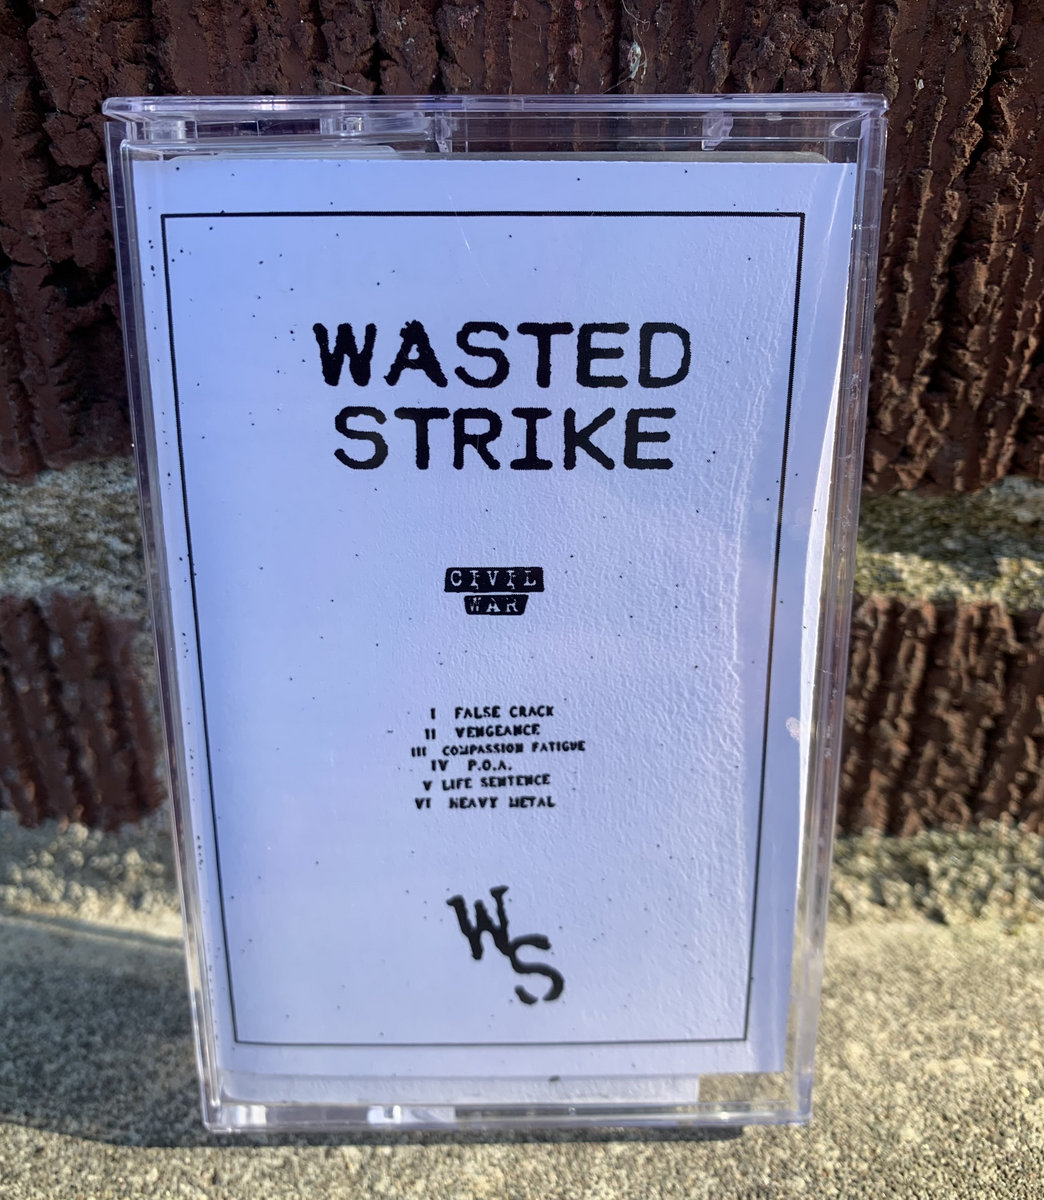 WASTED
STRIKE
CIVIL
WAR
I FALSE CRACK
II VENGEANCE
III COMPASSION FATIGUE
IV P.O.A.
V LIFE SENTENCE
VI HEAVY METAL
WS